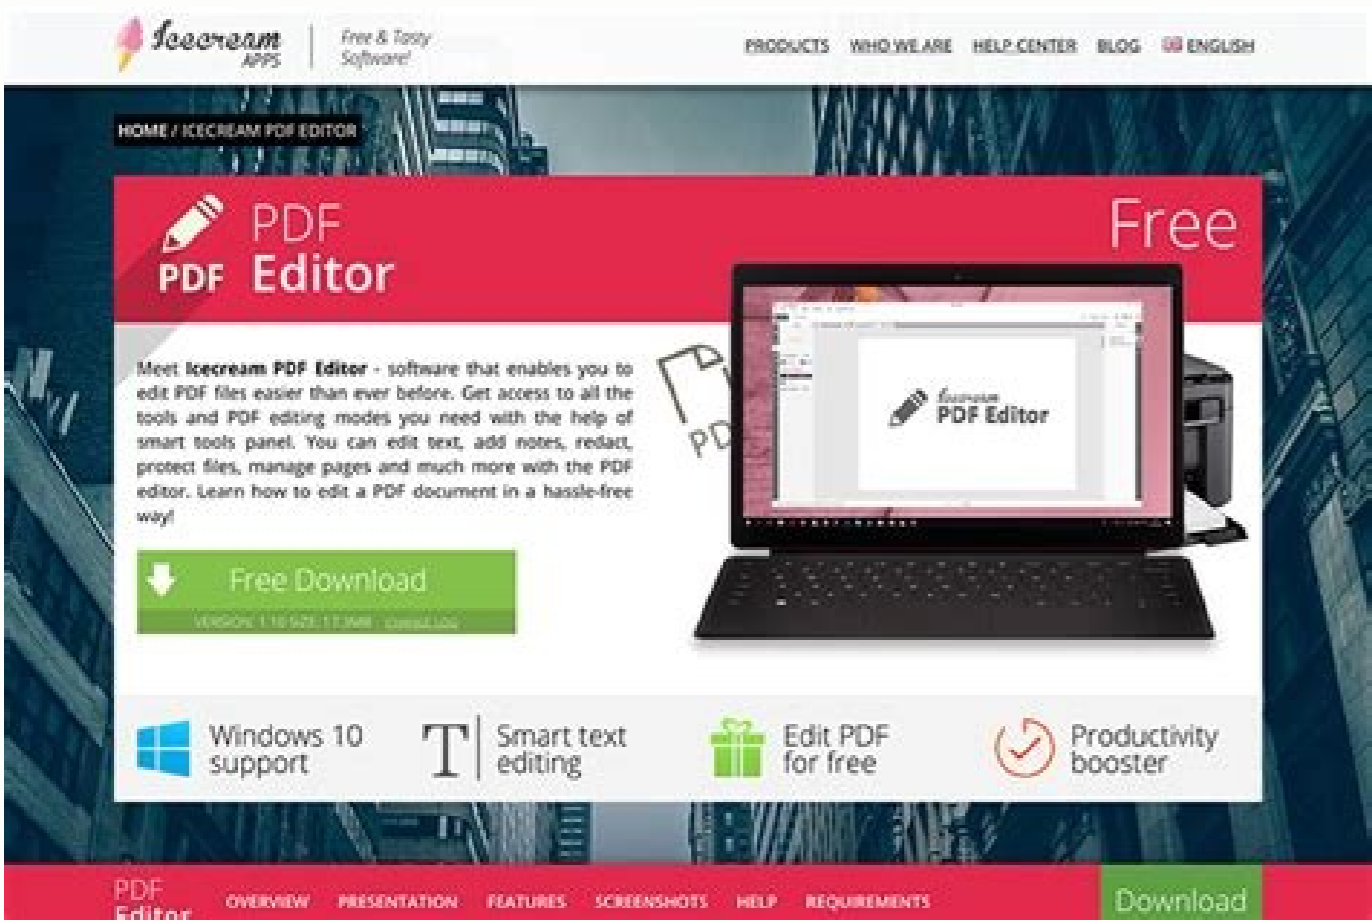 Icecream
APPS
Free & Tasty
Software!
PRODUCTS WHO WE ARE HELP CENTER BLOG ENGLISH
HOME / ICECREAM PDF EDITOR
PDF
PDF
Editor
Free
Meet Icecream PDF Editor - software that enables you to
edit PDF files easier than ever before. Get access to all the
tools and PDF editing modes you need with the help of
smart tools panel. You can edit text, add notes, redact,
protect files, manage pages and much more with the PDF
editor. Learn how to edit a PDF document in a hassle-free
way!
PD
Icecream
PDF Editor
Free Download
VERSION: 1.10 SIZE:
Windows 10
support
Smart text
editing
Edit PDF
for free
Productivity
booster
PDF
Editor
OVERVIEW PRESENTATION FEATURES SCREENSHOTS HELP REQUIREMENTS
Download